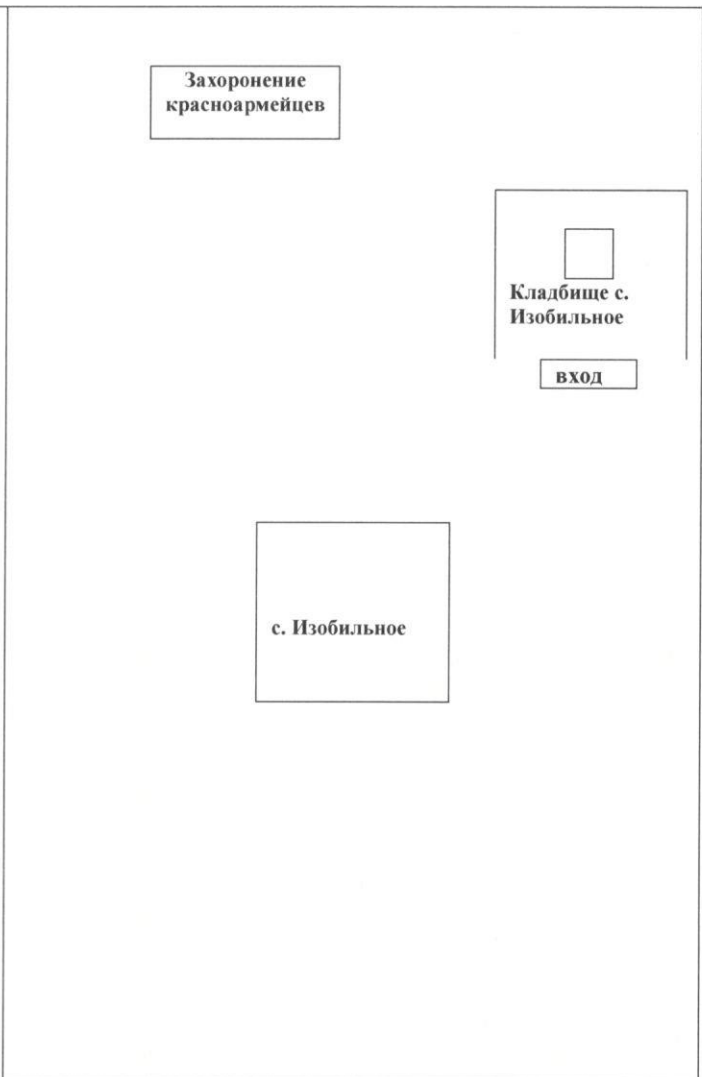 Захоронение
красноармейцев
Кладбище с.
Изобильное
вход
с. Изобильное